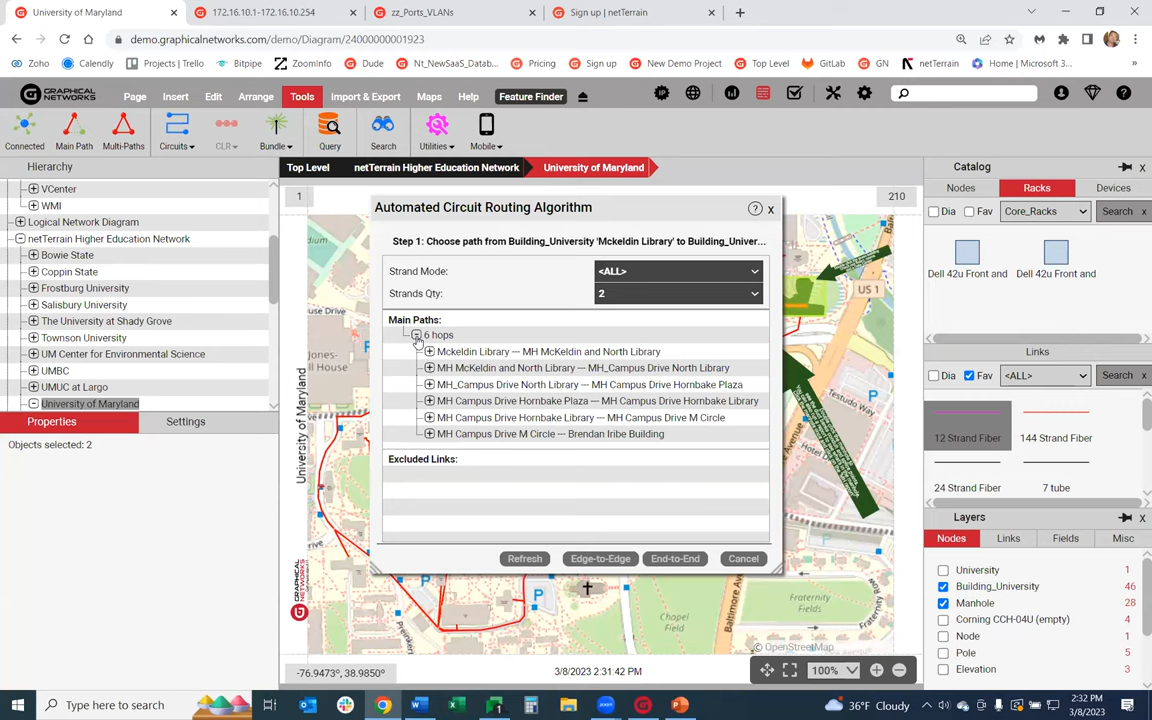 University of Maryland
172.16.10.1-172.16.10.254
zz_Ports_VLANs
Sign up | netTerrain
demo.graphicalnetworks.com/demo/Diagram/24000000001923
Zoho
Calendly
Projects | Trello
Bitpipe
ZoomInfo
Dude
Nt_NewSaaS_Datab...
Pricing
Sign up
New Demo Project
Top Level
GitLab
GN
netTerrain
Home | Microsoft 3...
GRAPHICAL NETWORKS
Page
Insert
Edit
Arrange
Tools
Import & Export
Maps
Help
Feature Finder
Connected
Main Path
Multi-Paths
Circuits
CLR
Bundle
Query
Search
Utilities
Mobile
Hierarchy
VCenter
WMI
Logical Network Diagram
netTerrain Higher Education Network
Bowie State
Coppin State
Frostburg University
Salisbury University
The University at Shady Grove
Townson University
UM Center for Environmental Science
UMBC
UMUC at Largo
University of Maryland
Properties
Settings
Objects selected: 2
Top Level
netTerrain Higher Education Network
University of Maryland
1
210
Automated Circuit Routing Algorithm
? x
Step 1: Choose path from Building_University 'Mckeldin Library' to Building_Univer...
Strand Mode:
<ALL>
Strands Qty:
2
Main Paths:
6 hops
Mckeldin Library --- MH McKeldin and North Library
MH McKeldin and North Library --- MH_Campus Drive North Library
MH_Campus Drive North Library --- MH Campus Drive Hornbake Plaza
MH Campus Drive Hornbake Plaza --- MH Campus Drive Hornbake Library
MH Campus Drive Hornbake Library --- MH Campus Drive M Circle
MH Campus Drive M Circle --- Brendan Iribe Building
Excluded Links:
Refresh
Edge-to-Edge
End-to-End
Cancel
Jones-
Hill House
University of Maryland
US 1
Testudo Way
Baltimore Avenue
Chapel
Field
Fraternity
Fields
Fraternity Row
P
P
P
P
© OpenStreetMap
-76.9473°, 38.9850°
3/8/2023 2:31:42 PM
100%
Catalog
X
Nodes
Racks
Devices
Dia
Fav
Core_Racks
Search
x
Dell 42u Front and
Dell 42u Front and
Links
Dia
Fav
<ALL>
Search
x
12 Strand Fiber
144 Strand Fiber
24 Strand Fiber
7 tube
Layers
X
Nodes
Links
Fields
Misc
University
1
Building_University
46
Manhole
28
Corning CCH-04U (empty)
4
Node
1
Pole
5
Elevation
3
Type here to search
36°F Cloudy
2:32 PM
3/8/2023